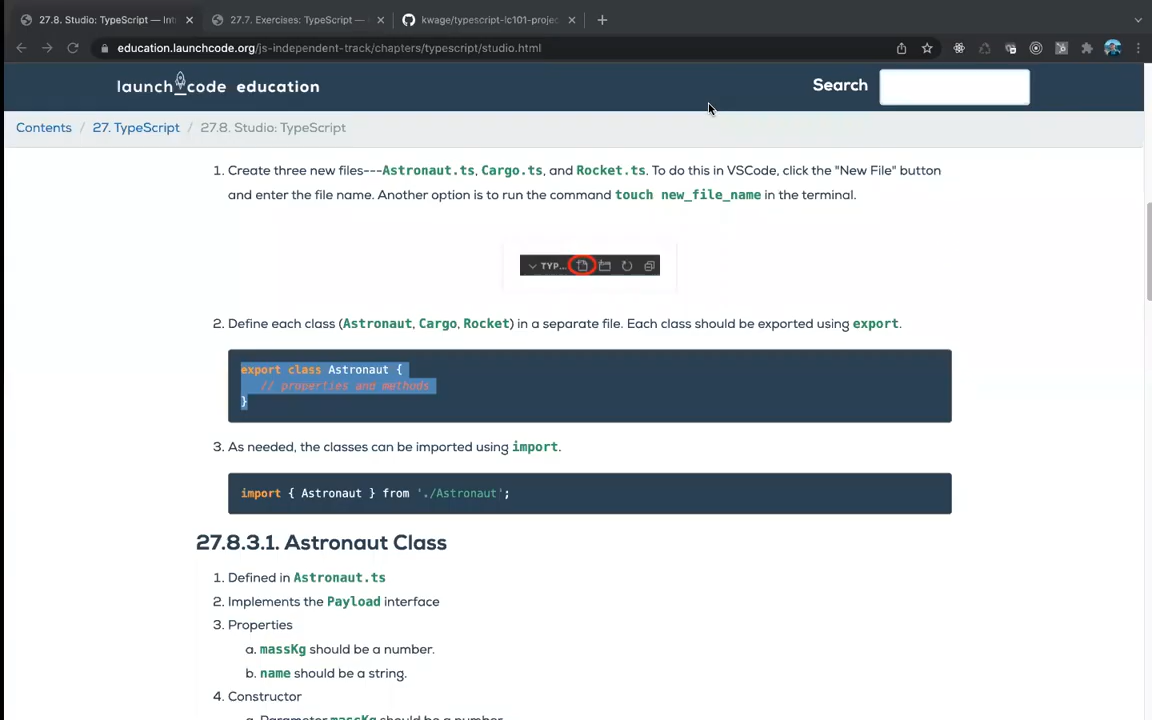 27.8. Studio: TypeScript — Int
27.7. Exercises: TypeScript —
kwage/typescript-lc101-projec
education.launchcode.org/js-independent-track/chapters/typescript/studio.html
launch code education
Search
Contents / 27. TypeScript / 27.8. Studio: TypeScript
1. Create three new files---Astronaut.ts, Cargo.ts, and Rocket.ts. To do this in VSCode, click the "New File" button
and enter the file name. Another option is to run the command touch new_file_name in the terminal.
TYP...
2. Define each class (Astronaut, Cargo, Rocket) in a separate file. Each class should be exported using export.
export class Astronaut {
// properties and methods
}
3. As needed, the classes can be imported using import.
import { Astronaut } from './Astronaut';
27.8.3.1. Astronaut Class
1. Defined in Astronaut.ts
2. Implements the Payload interface
3. Properties
a. massKg should be a number.
b. name should be a string.
4. Constructor
a. Parameter massKg should be a number.